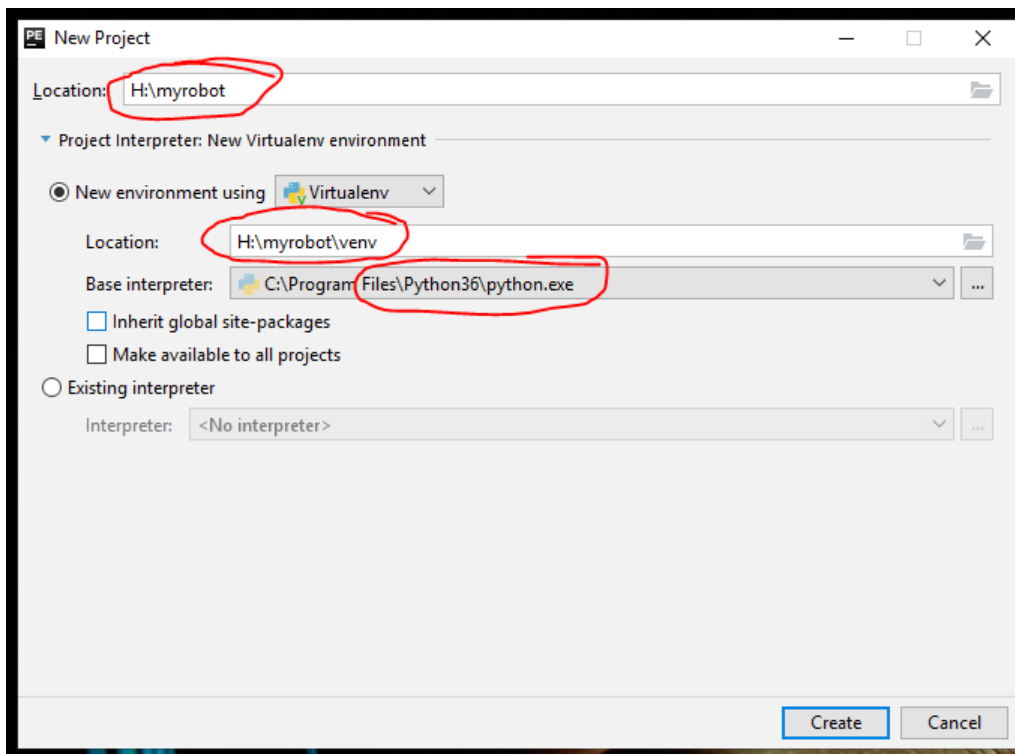 PE New Project
Location: H:\myrobot
Project Interpreter: New Virtualenv environment
New environment using Virtualenv
Location: H:\myrobot\venv
Base interpreter: C:\Program Files\Python36\python.exe ...
Inherit global site-packages
Make available to all projects
Existing interpreter
Interpreter: <No interpreter> ...
Create Cancel